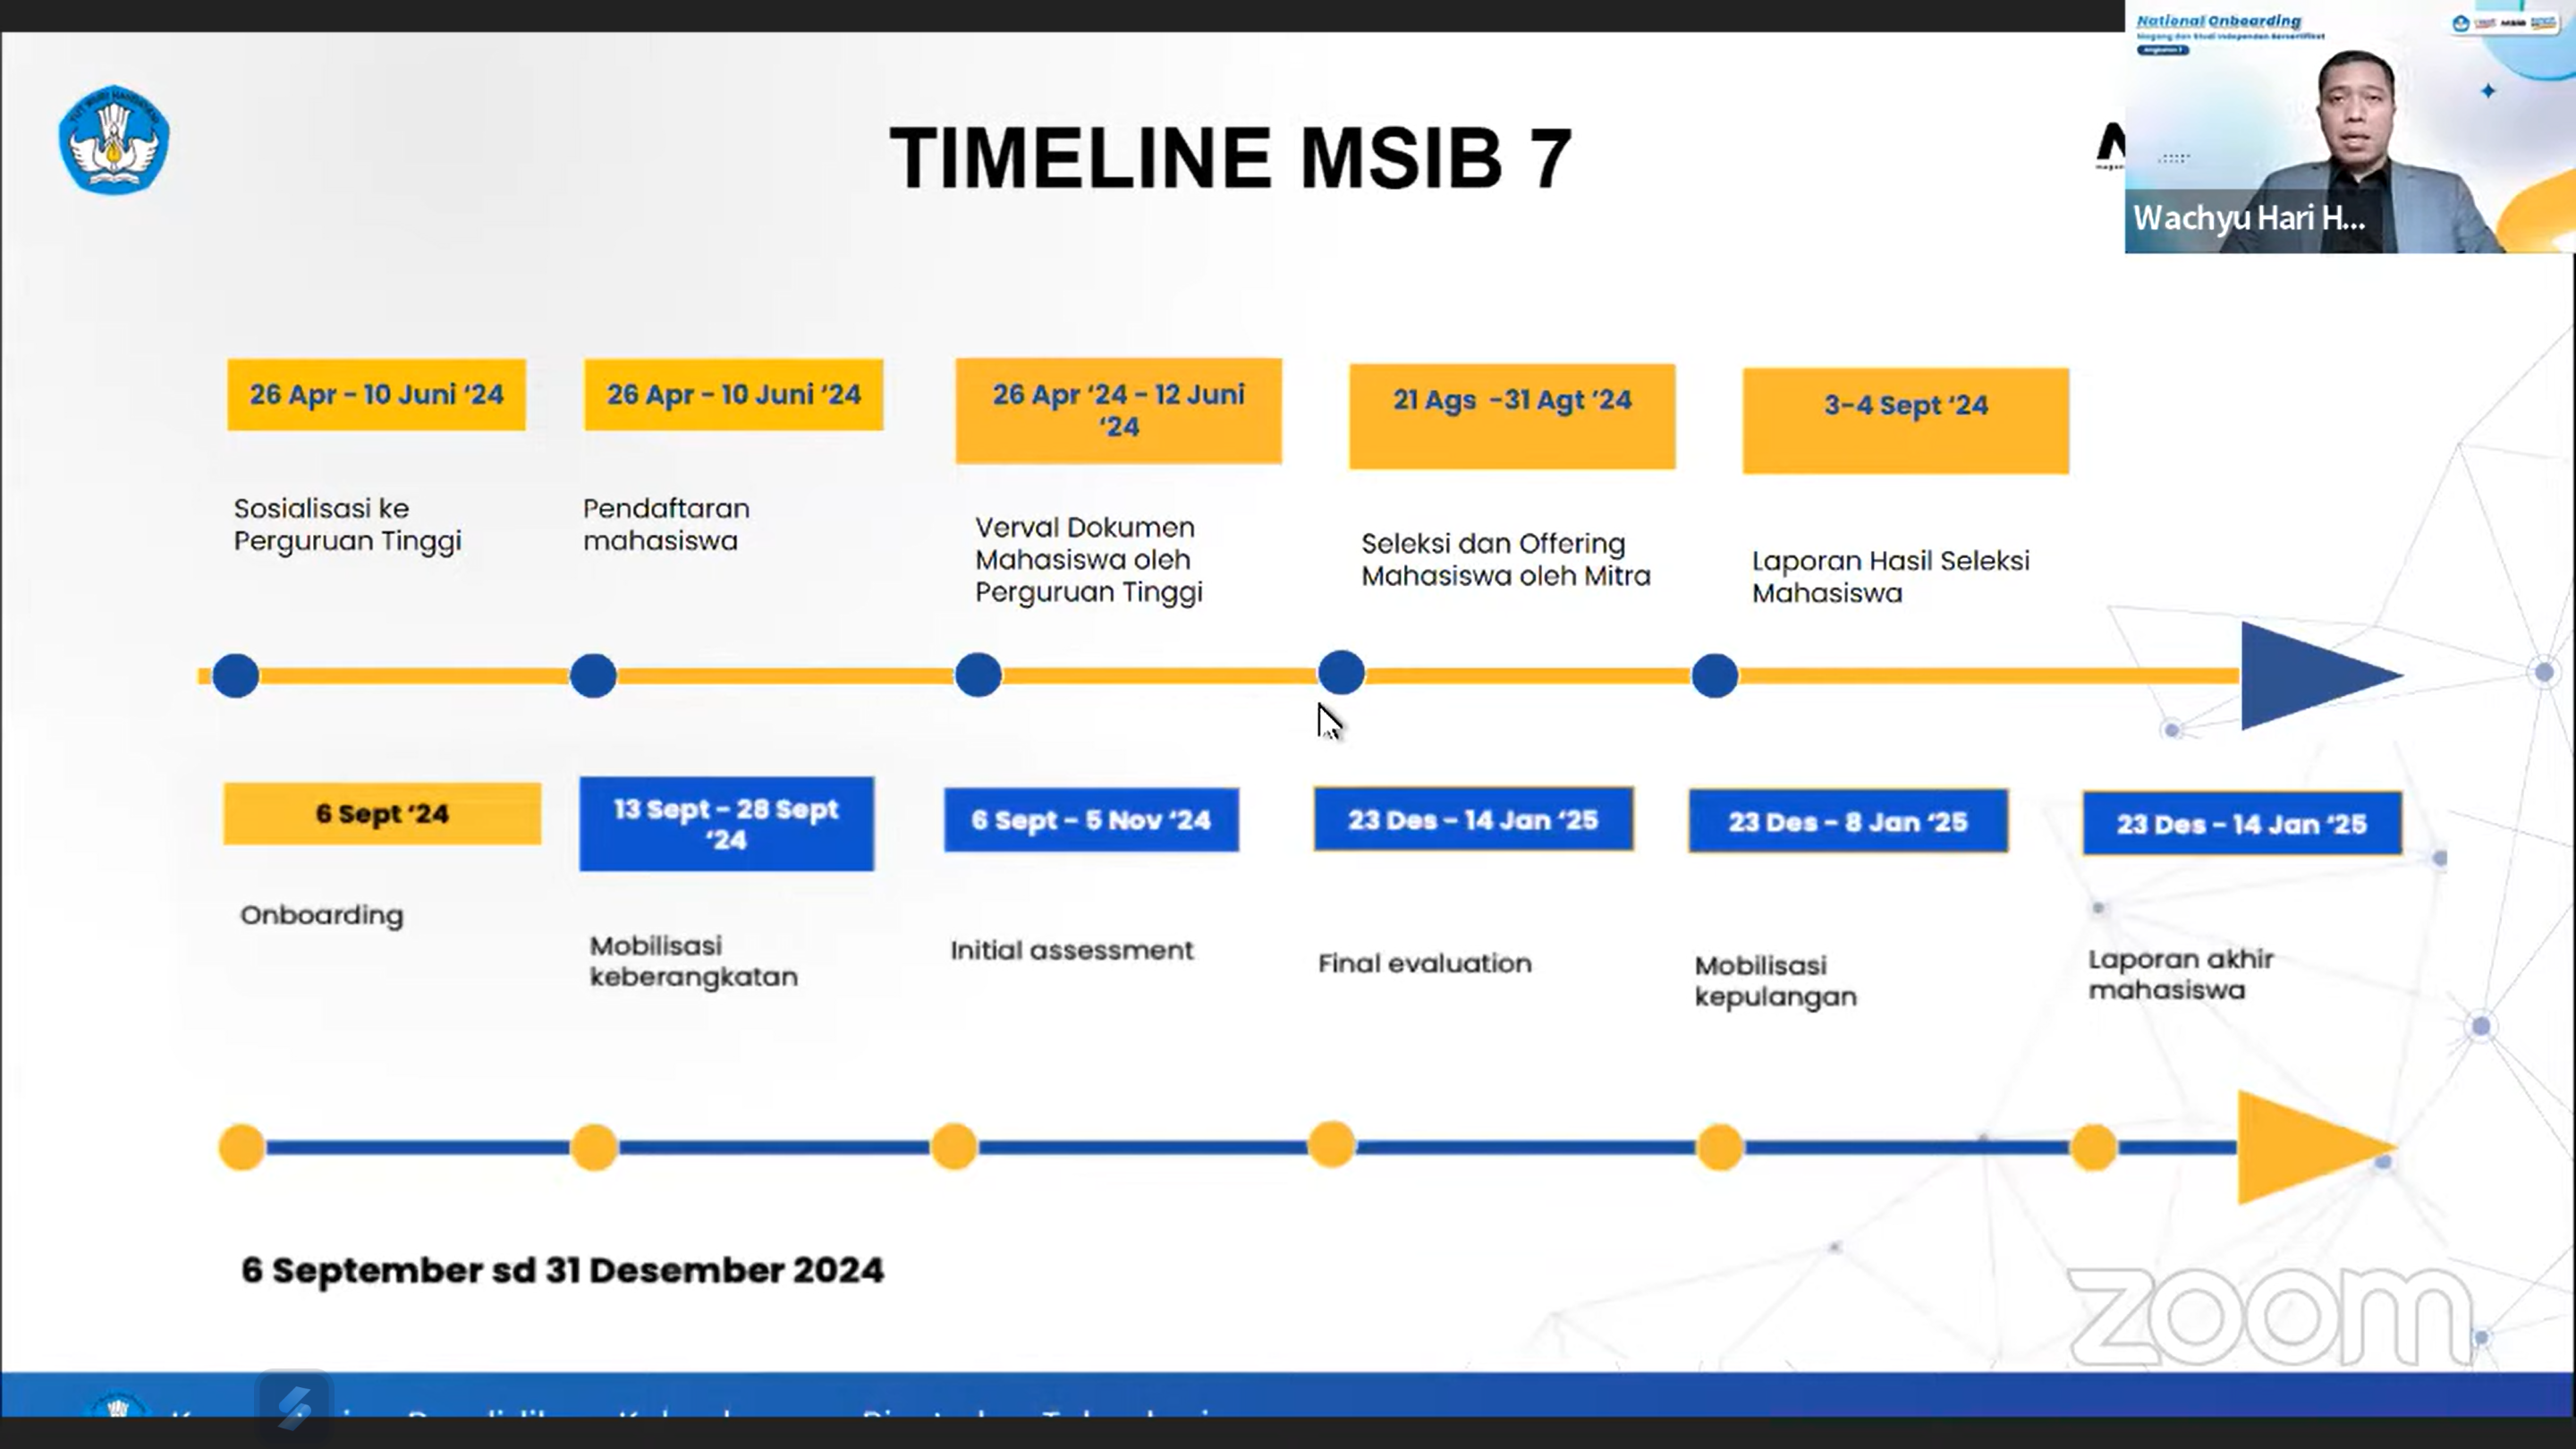 National Onboarding
Magang dan Studi Independen Bersertifikat
TIMELINE MSIB 7
Wachyu Hari H...
26 Apr - 10 Juni ‘24
26 Apr - 10 Juni ‘24
26 Apr ‘24 - 12 Juni
‘24
21 Ags -31 Agt ‘24
3-4 Sept ‘24
Sosialisasi ke
Perguruan Tinggi
Pendaftaran
mahasiswa
Verval Dokumen
Mahasiswa oleh
Perguruan Tinggi
Seleksi dan Offering
Mahasiswa oleh Mitra
Laporan Hasil Seleksi
Mahasiswa
6 Sept ‘24
13 Sept - 28 Sept
‘24
6 Sept - 5 Nov ‘24
23 Des - 14 Jan ‘25
23 Des - 8 Jan ‘25
23 Des - 14 Jan ‘25
Onboarding
Mobilisasi
keberangkatan
Initial assessment
Final evaluation
Mobilisasi
kepulangan
Laporan akhir
mahasiswa
6 September sd 31 Desember 2024
zoom